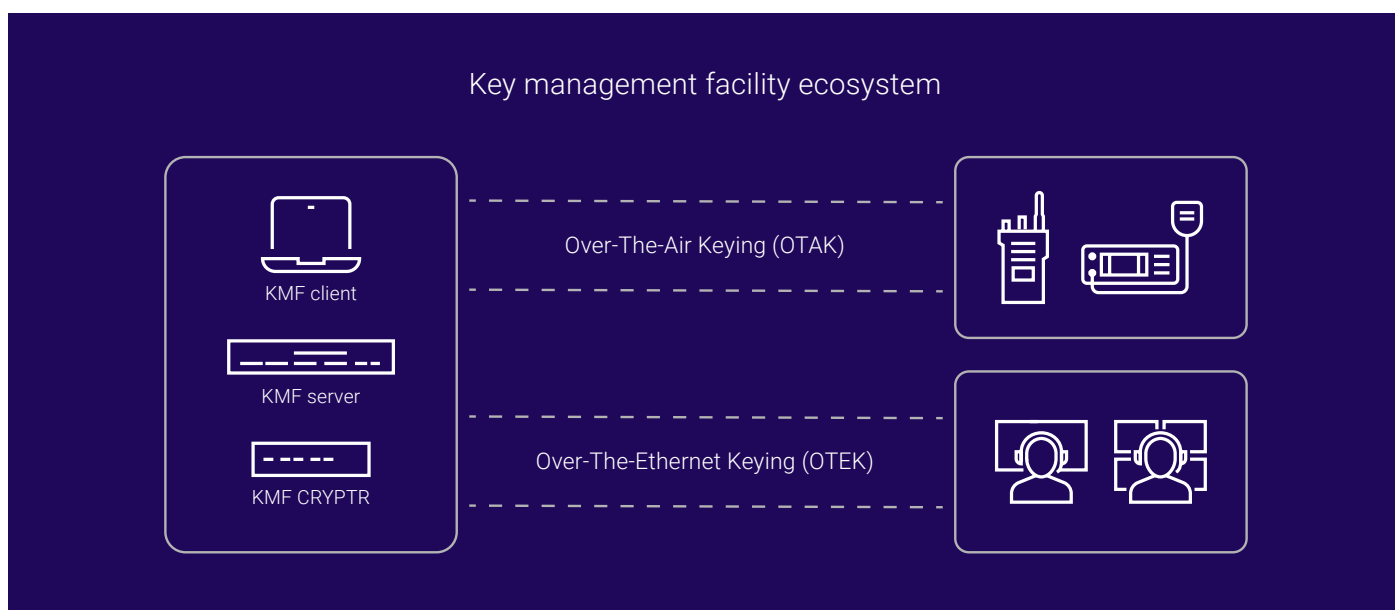 Key management facility ecosystem
KMF client
KMF server
KMF CRYPTR
Over-The-Air Keying (OTAK)
Over-The-Ethernet Keying (OTEK)